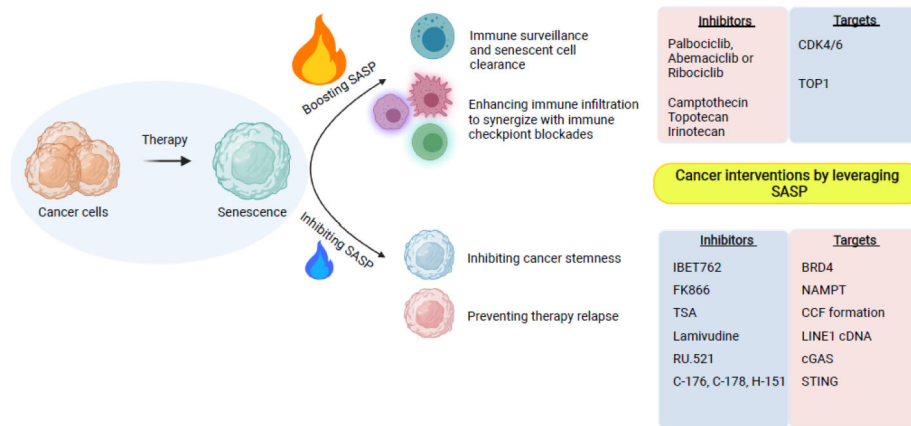 Immune surveillance
and senescent cell
clearance
Boosting SASP
Enhancing immune infiltration
to synergize with immune
checkpiont blockades
Therapy
Cancer cells
Senescence
Inhibiting SASP
Inhibiting cancer stemness
Preventing therapy relapse
Inhibitors
Targets
Palbociclib,
Abemaciclib or
Ribociclib
CDK4/6
Camptothecin
Topotecan
Irinotecan
TOP1
Cancer interventions by leveraging
SASP
Inhibitors
Targets
IBET762
BRD4
FK866
NAMPT
TSA
CCF formation
Lamivudine
LINE1 cDNA
RU.521
cGAS
C-176, C-178, H-151
STING